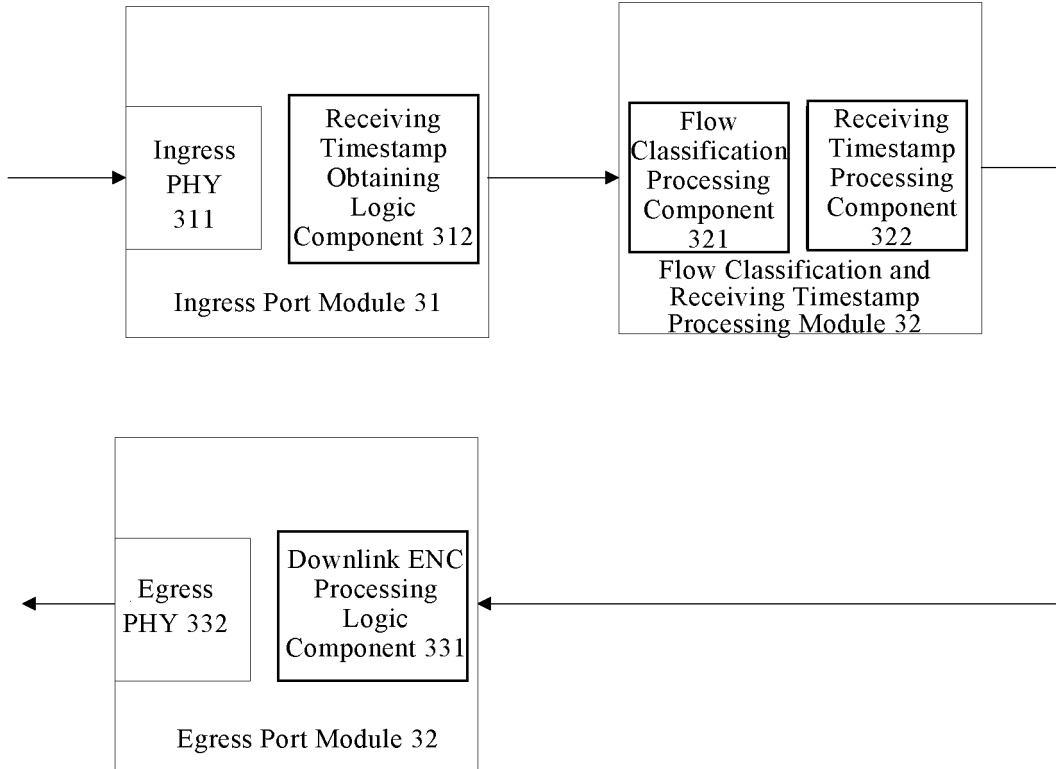 Ingress
PHY
311
Receiving
Timestamp
Obtaining
Logic
Component 312
Ingress Port Module 31
Flow
Classification
Processing
Component
321
Receiving
Timestamp
Processing
Component
322
Flow Classification and
Receiving Timestamp
Processing Module 32
Egress
PHY 332
Downlink ENC
Processing
Logic
Component 331
Egress Port Module 32